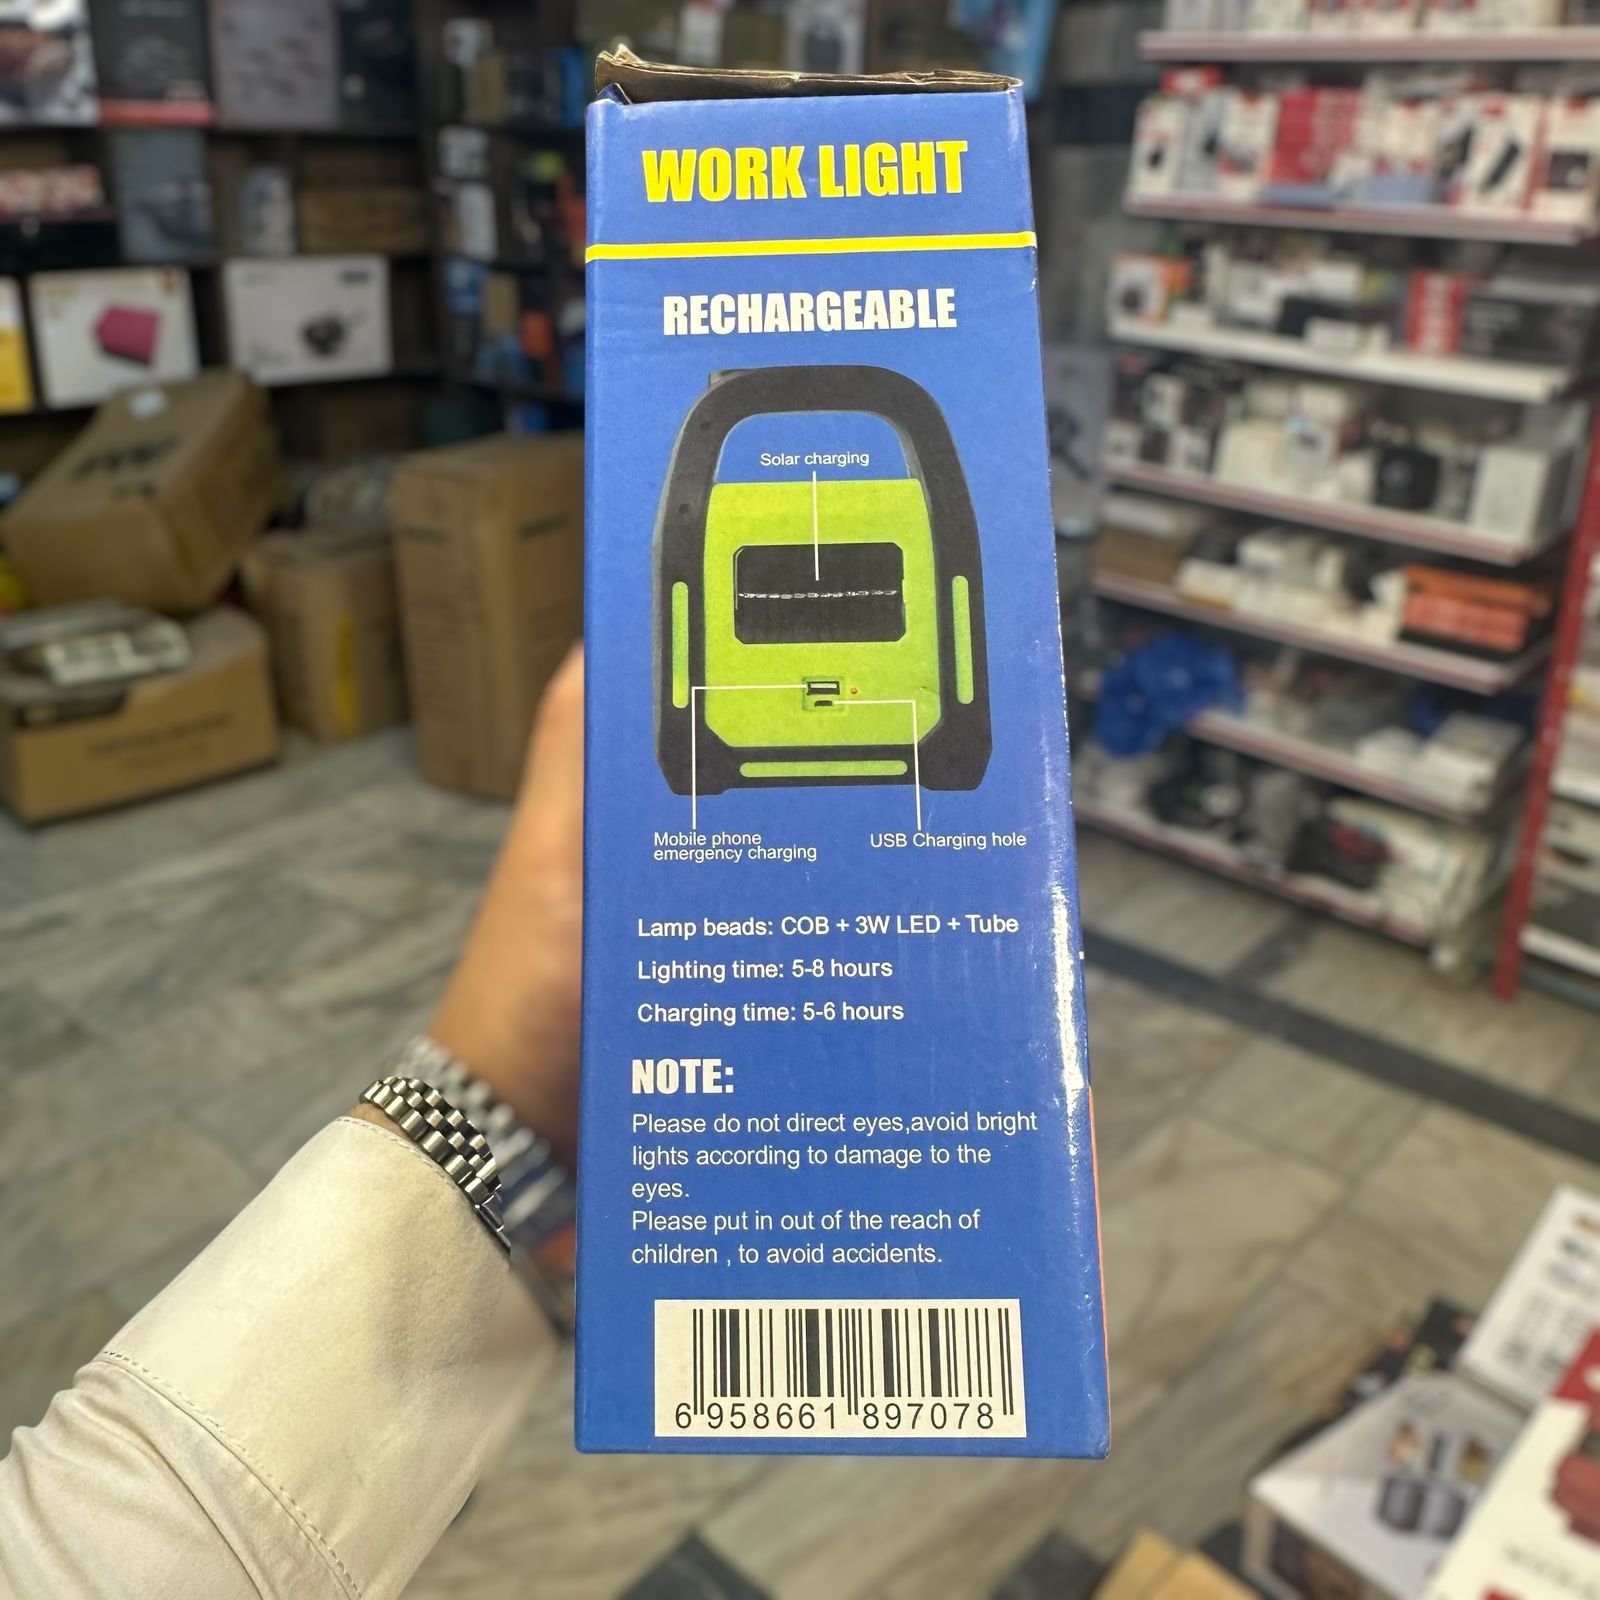 WORK LIGHT
RECHARGEABLE
Solar charging
Mobile phone
emergency charging
USB Charging hole
Lamp beads: COB + 3W LED + Tube
Lighting time: 5-8 hours
Charging time: 5-6 hours
NOTE:
Please do not direct eyes,avoid bright
lights according to damage to the
eyes.
Please put in out of the reach of
children , to avoid accidents.
6 958661 897078